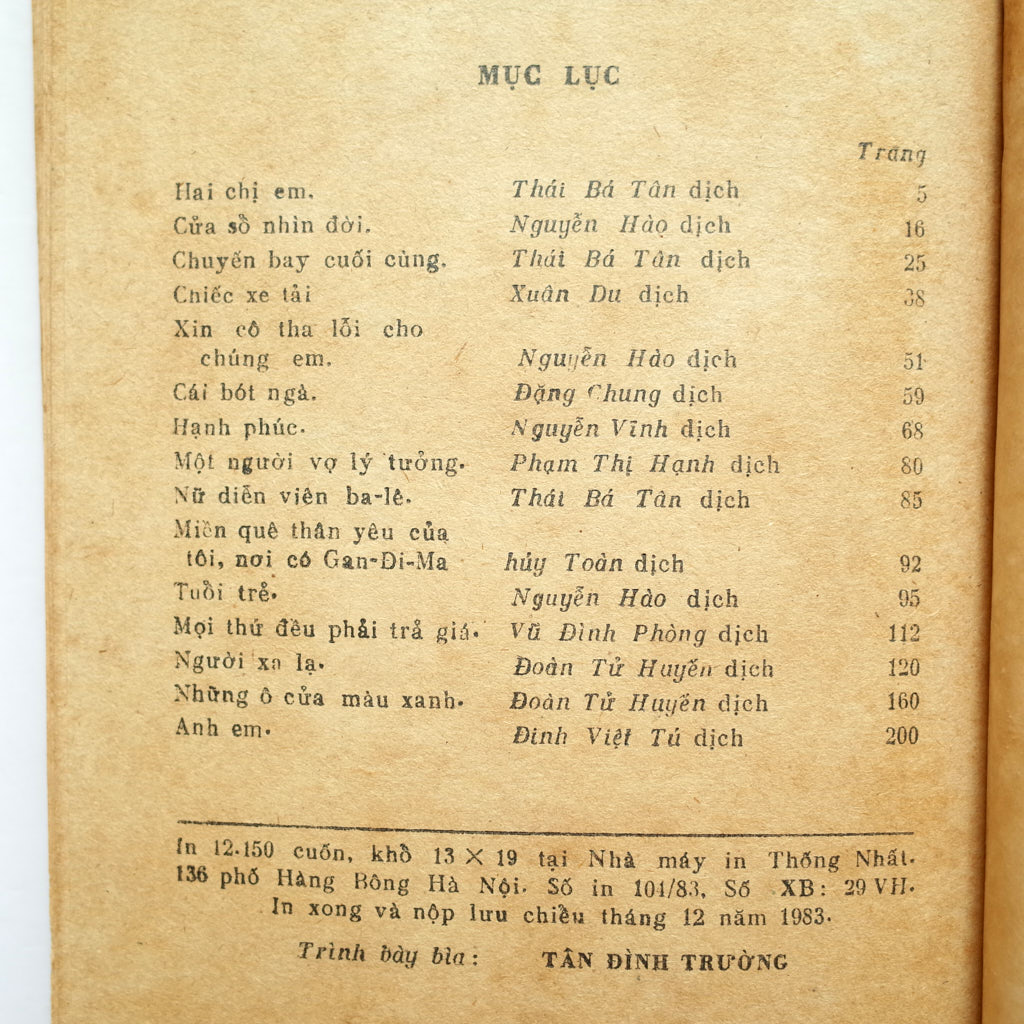 MỤC LỤC
Trang
Hai chị em. Thái Bá Tân dịch 5
Cửa sổ nhìn đời. Nguyễn Hào dịch 16
Chuyến bay cuối cùng. Thái Bá Tân dịch 25
Chiếc xe tải Xuân Du dịch 38
Xin cô tha lỗi cho
chúng em. Nguyễn Hào dịch 51
Cái bót ngà. Đặng Chung dịch 59
Hạnh phúc. Nguyễn Vĩnh dịch 68
Một người vợ lý tưởng. Phạm Thị Hạnh dịch 80
Nữ diễn viên ba-lê. Thái Bá Tân dịch 85
Miền quê thân yêu của
tôi, nơi có Gan-Đi-Ma húy Toàn dịch 92
Tuổi trẻ. Nguyễn Hào dịch 95
Mọi thứ đều phải trả giá. Vũ Đình Phòng dịch 112
Người xa lạ. Đoàn Tử Huyến dịch 120
Những ô cửa màu xanh. Đoàn Tử Huyến dịch 160
Anh em. Đinh Việt Tú dịch 200
In 12.150 cuốn, khổ 13 × 19 tại Nhà máy in Thống Nhất.
136 phố Hàng Bông Hà Nội. Số in 104/83, Số XB: 29 VH.
In xong và nộp lưu chiều tháng 12 năm 1983.
Trình bày bìa: TÂN ĐÌNH TRƯỜNG